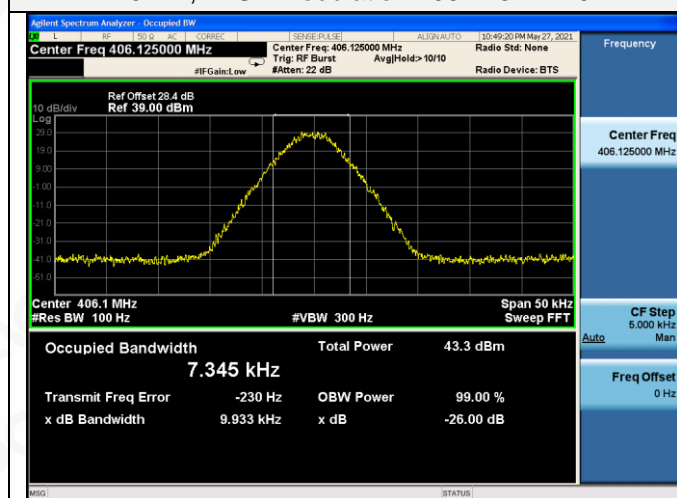 Agilent Spectrum Analyzer - Occupied BW
L RF 50 Ω AC CORREC SENSE:PULSE ALIGN AUTO 10:49:20 PM May 27, 2021
Center Freq 406.125000 MHz
Center Freq: 406.125000 MHz
Radio Std: None
Trig: RF Burst Avg|Hold:> 10/10
#IFGain:Low
#Atten: 22 dB
Radio Device: BTS
Frequency
Ref Offset 28.4 dB
10 dB/div Ref 39.00 dBm
Log
29.0
19.0
9.00
-1.00
-11.0
-21.0
-31.0
-41.0
-51.0
Center Freq
406.125000 MHz
Center 406.1 MHz Span 50 kHz
#Res BW 100 Hz #VBW 300 Hz Sweep FFT
CF Step
5.000 kHz
Auto Man
Occupied Bandwidth Total Power 43.3 dBm
7.345 kHz
Transmit Freq Error -230 Hz OBW Power 99.00 %
x dB Bandwidth 9.933 kHz x dB -26.00 dB
Freq Offset
0 Hz
MSG STATUS